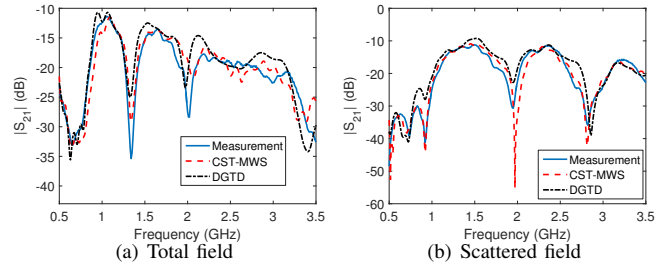 -10
-15
-20
-25
-30
-35
-40
|S21| (dB)
Measurement
CST-MWS
DGTD
0.5 1 1.5 2 2.5 3 3.5
Frequency (GHz)
(a) Total field
0
-10
-20
-30
-40
-50
-60
|S21| (dB)
Measurement
CST-MWS
DGTD
0.5 1 1.5 2 2.5 3 3.5
Frequency (GHz)
(b) Scattered field